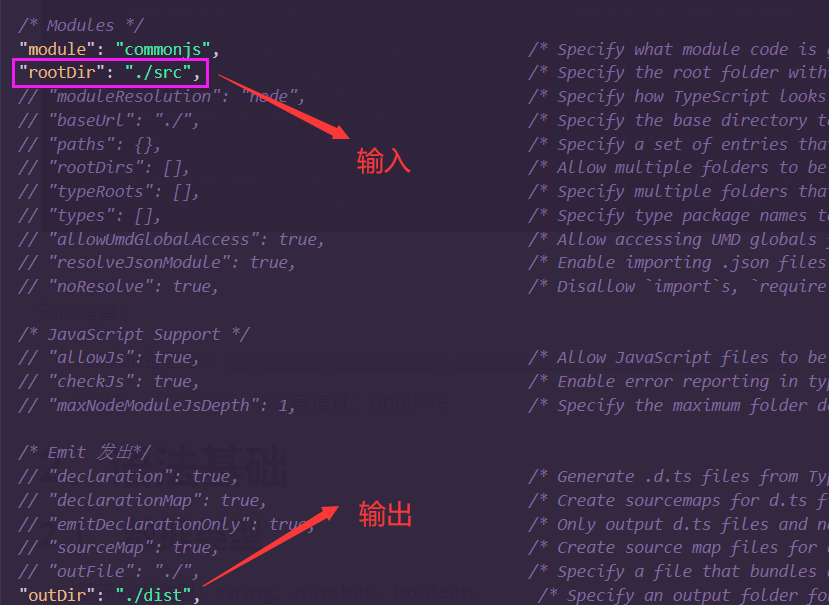 /* Modules */
"module": "commonjs", /* Specify what module code is
"rootDir": "./src", /* Specify the root folder with
// "moduleResolution": "node", /* Specify how TypeScript looks
// "baseUrl": "./", /* Specify the base directory to
// "paths": {}, /* Specify a set of entries that
// "rootDirs": [], /* Allow multiple folders to be
输入
// "typeRoots": [], /* Specify multiple folders that
// "types": [], /* Specify type package names to
// "allowUmdGlobalAccess": true, /* Allow accessing UMD globals
// "resolveJsonModule": true, /* Enable importing .json files
// "noResolve": true, /* Disallow `import`s, `require
/* JavaScript Support */
// "allowJs": true, /* Allow JavaScript files to be
// "checkJs": true, /* Enable error reporting in typ
// "maxNodeModuleJsDepth": 1, /* Specify the maximum folder de
/* Emit 发出*/
// "declaration": true, /* Generate .d.ts files from Typ
// "declarationMap": true, /* Create sourcemaps for d.ts f
输出
// "emitDeclarationOnly": true, /* Only output d.ts files and n
// "sourceMap": true, /* Create source map files for
// "outFile": "./", /* Specify a file that bundles
"outDir": "./dist", /* Specify an output folder for